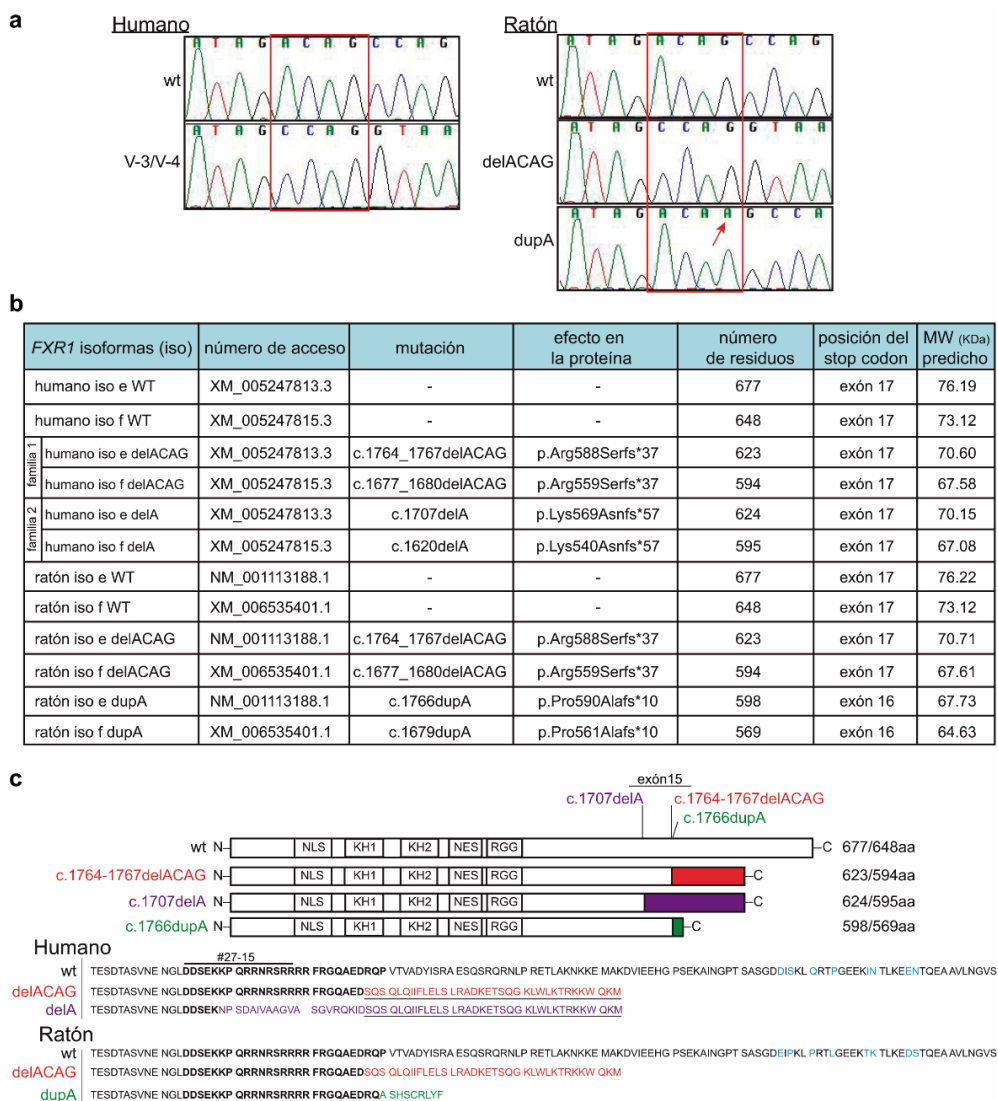 a
Humano
Ratón
A T A G A C A G C C A G
wt
A T A G C C A G G T A A
V-3/V-4
A T A G A C A G C C A G
wt
A T A G C C A G G T A A
delACAG
A T A G A C A A G C C A
dupA
b
FXR1 isoformas (iso) número de acceso mutación efecto en la proteína número de residuos posición del stop codon MW (KDa) predicho
humano iso e WT XM_005247813.3 - - 677 exón 17 76.19
humano iso f WT XM_005247815.3 - - 648 exón 17 73.12
familia 1
humano iso e delACAG XM_005247813.3 c.1764_1767delACAG p.Arg588Serfs*37 623 exón 17 70.60
humano iso f delACAG XM_005247815.3 c.1677_1680delACAG p.Arg559Serfs*37 594 exón 17 67.58
familia 2
humano iso e delA XM_005247813.3 c.1707delA p.Lys569Asnfs*57 624 exón 17 70.15
humano iso f delA XM_005247815.3 c.1620delA p.Lys540Asnfs*57 595 exón 17 67.08
ratón iso e WT NM_001113188.1 - - 677 exón 17 76.22
ratón iso f WT XM_006535401.1 - - 648 exón 17 73.12
ratón iso e delACAG NM_001113188.1 c.1764_1767delACAG p.Arg588Serfs*37 623 exón 17 70.71
ratón iso f delACAG XM_006535401.1 c.1677_1680delACAG p.Arg559Serfs*37 594 exón 17 67.61
ratón iso e dupA NM_001113188.1 c.1766dupA p.Pro590Alafs*10 598 exón 16 67.73
ratón iso f dupA XM_006535401.1 c.1679dupA p.Pro561Alafs*10 569 exón 16 64.63
c
exón15
c.1707delA c.1764-1767delACAG
c.1766dupA
wt N- NLS KH1 KH2 NES RGG -C 677/648aa
c.1764-1767delACAG N- NLS KH1 KH2 NES RGG -C 623/594aa
c.1707delA N- NLS KH1 KH2 NES RGG -C 624/595aa
c.1766dupA N- NLS KH1 KH2 NES RGG -C 598/569aa
Humano
#27-15
wt TESDTASVNE NGLDDSEKKP QRRNRSRRRR FRGQAEDRQP VTVADYISRA ESQSRQRNLP RETLAKNKKE MAKDVIEEHG PSEKAINGPT SASGDDISKL QRTPGEEKIN TLKEENTQEA AVLNGVS
delACAG TESDTASVNE NGLDDSEKKP QRRNRSRRRR FRGQAEDSQS QLQIIFLELS LRADKETSQG KLWLKTRKKW QKM
delA TESDTASVNE NGLDDSEKNP SDAIVAAGVA SGVRQKIDSQS QLQIIFLELS LRADKETSQG KLWLKTRKKW QKM
Ratón
wt TESDTASVNE NGLDDSEKKP QRRNRSRRRR FRGQAEDRQP VTVADYISRA ESQSRQRNLP RETLAKNKKE MAKDVIEEHG PSEKAINGPT SASGDEIPKL PRTLGEEKTK TLKEDSTQEA AVLNGVS
delACAG TESDTASVNE NGLDDSEKKP QRRNRSRRRR FRGQAEDSQS QLQIIFLELS LRADKETSQG KLWLKTRKKW QKM
dupA TESDTASVNE NGLDDSEKKP QRRNRSRRRR FRGQAEDRQA SHSCRLYF